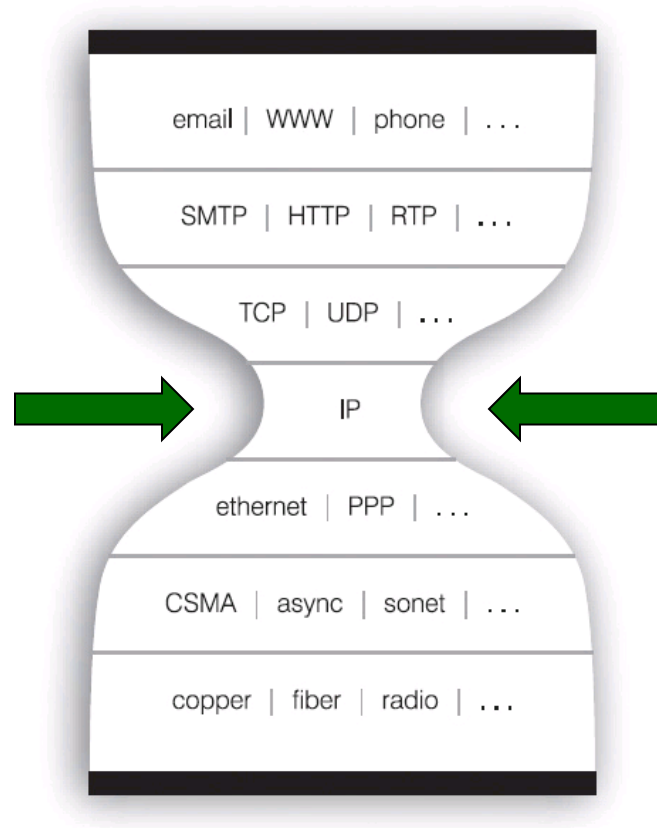 email | WWW | phone | . . .
SMTP | HTTP | RTP | . . .
TCP | UDP | . . .
IP
ethernet | PPP | . . .
CSMA | async | sonet | . . .
copper | fiber | radio | . . .